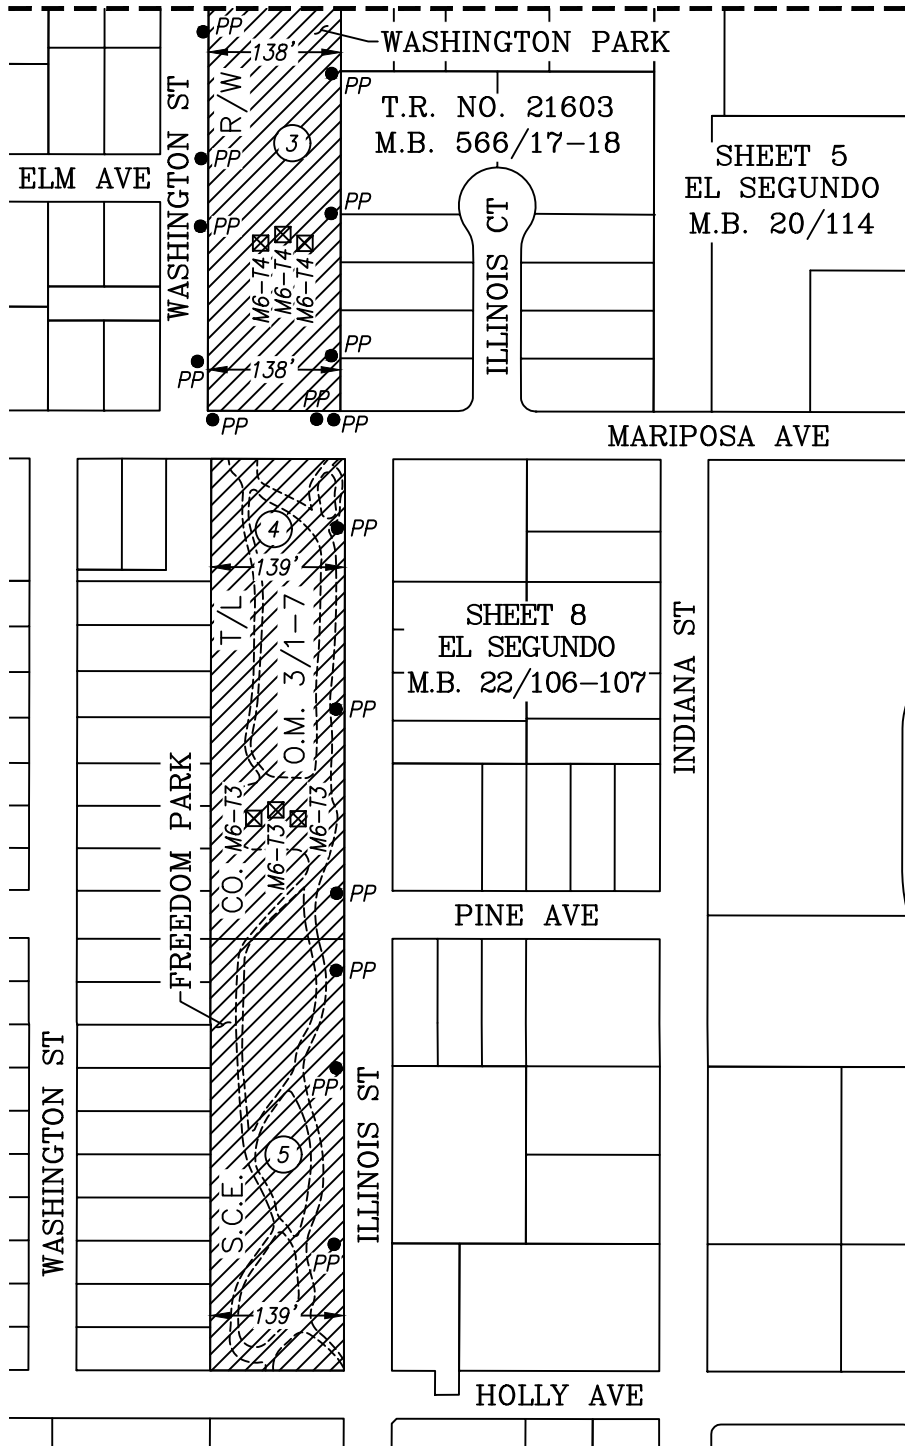 PP
WASHINGTON PARK
138'
PP
WASHINGTON ST
R/W
T.R. NO. 21603
M.B. 566/17-18
3
SHEET 5
EL SEGUNDO
M.B. 20/114
ELM AVE
PP
PP
PP
M6-T4
M6-T4
M6-T4
ILLINOIS CT
PP
138'
PP
PP
PP
PP
MARIPOSA AVE
4
PP
139'
T/L
O.M. 3/1-7
SHEET 8
EL SEGUNDO
M.B. 22/106-107
INDIANA ST
PP
FREEDOM PARK
M6-T3
M6-T3
M6-T3
CO.
PP
PINE AVE
PP
WASHINGTON ST
PP
ILLINOIS ST
5
S.C.E.
PP
139'
HOLLY AVE